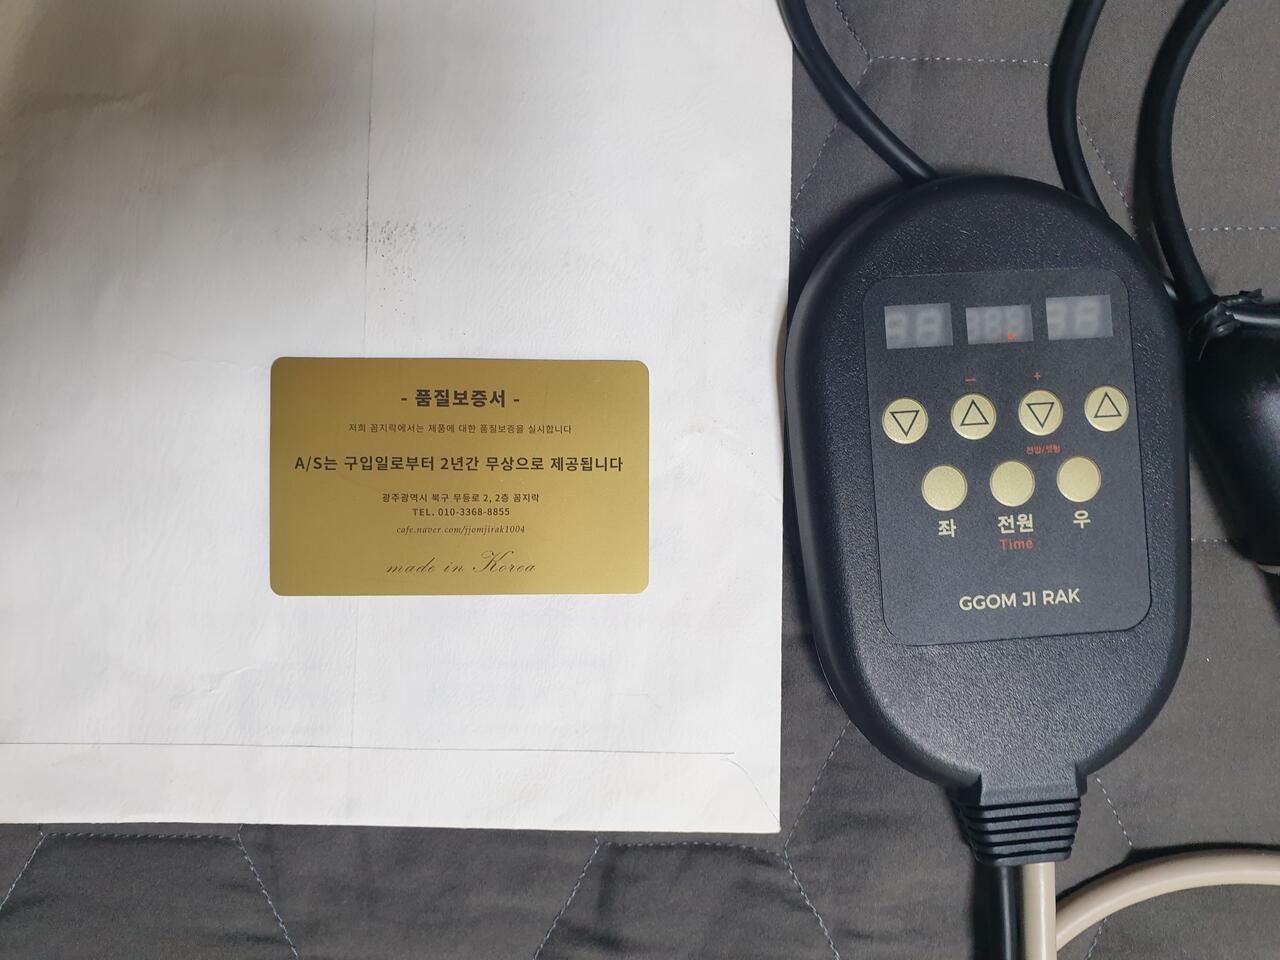 - 품질보증서 -
저희 꼼지락에서는 제품에 대한 품질보증을 실시합니다
A/S는 구입일로부터 2년간 무상으로 제공됩니다
광주광역시 북구 무등로 2, 2층 꼼지락
TEL. 010-3368-8855
cafe.naver.com/jjomjirak1004
made in Korea
- +
좌 전원 우
Time
GGOM JI RAK